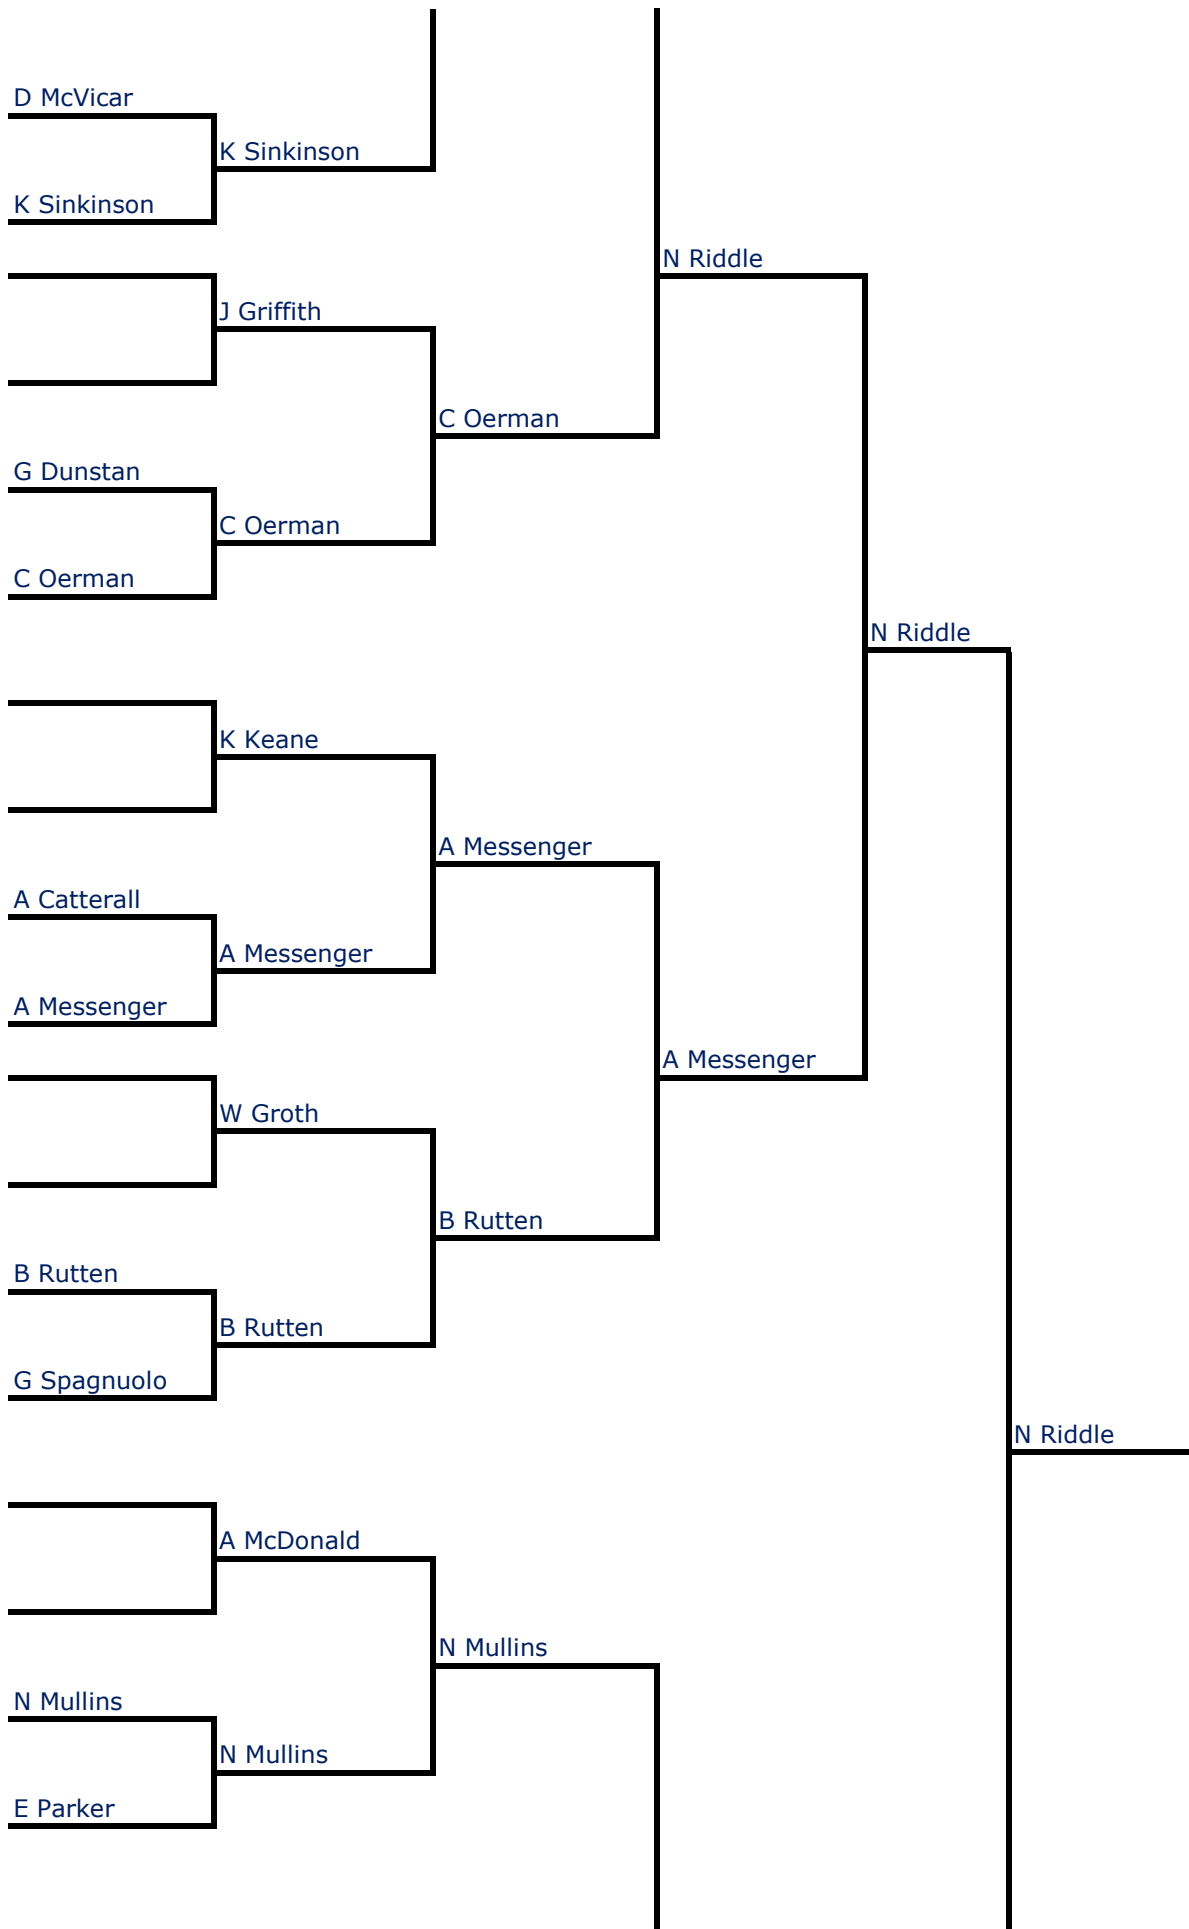 D McVicar
K Sinkinson
K Sinkinson
N Riddle
J Griffith
C Oerman
G Dunstan
C Oerman
C Oerman
N Riddle
K Keane
A Messenger
A Catterall
A Messenger
A Messenger
A Messenger
W Groth
B Rutten
B Rutten
B Rutten
G Spagnuolo
N Riddle
A McDonald
N Mullins
N Mullins
N Mullins
E Parker